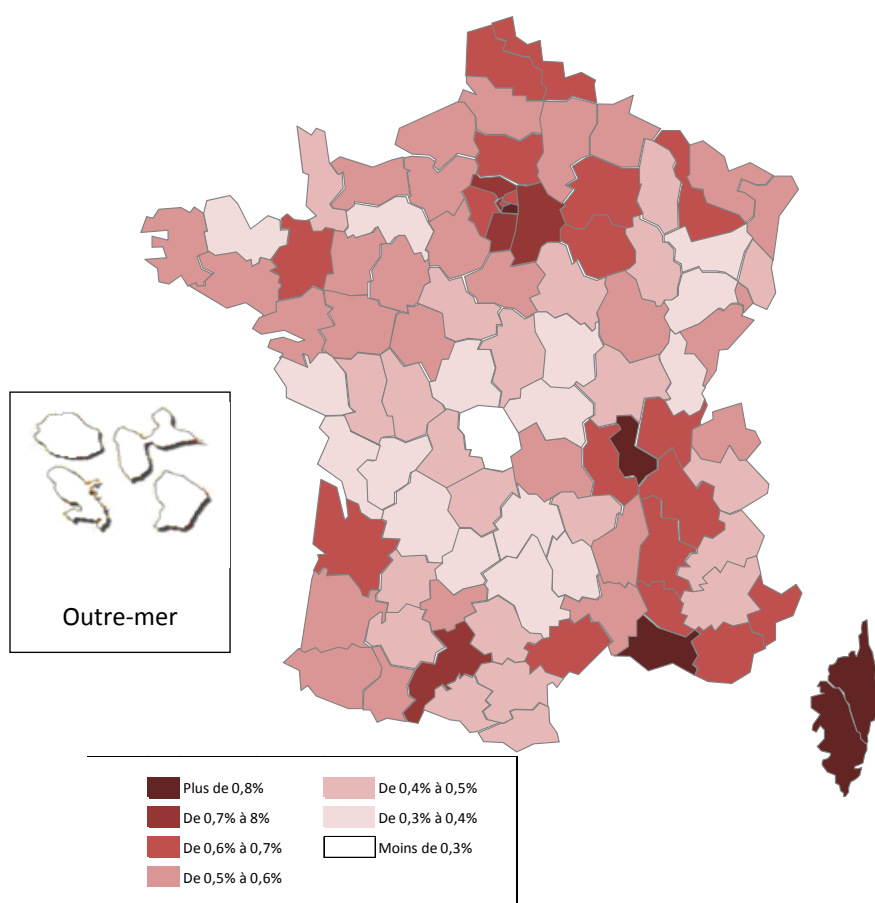 Outre-mer
Plus de 0,8%
De 0,7% à 8%
De 0,6% à 0,7%
De 0,5% à 0,6%
De 0,4% à 0,5%
De 0,3% à 0,4%
Moins de 0,3%